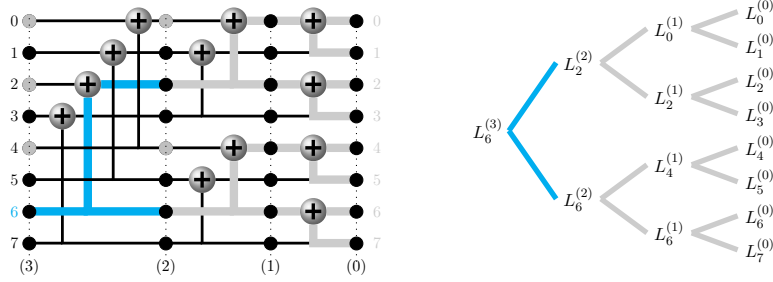 0 0
1 1
2 2
3 3
4 4
5 5
6 6
7 7
(3) (2) (1) (0)
L_6^{(3)}
L_2^{(2)}
L_6^{(2)}
L_0^{(1)}
L_2^{(1)}
L_4^{(1)}
L_6^{(1)}
L_0^{(0)}
L_1^{(0)}
L_2^{(0)}
L_3^{(0)}
L_4^{(0)}
L_5^{(0)}
L_6^{(0)}
L_7^{(0)}